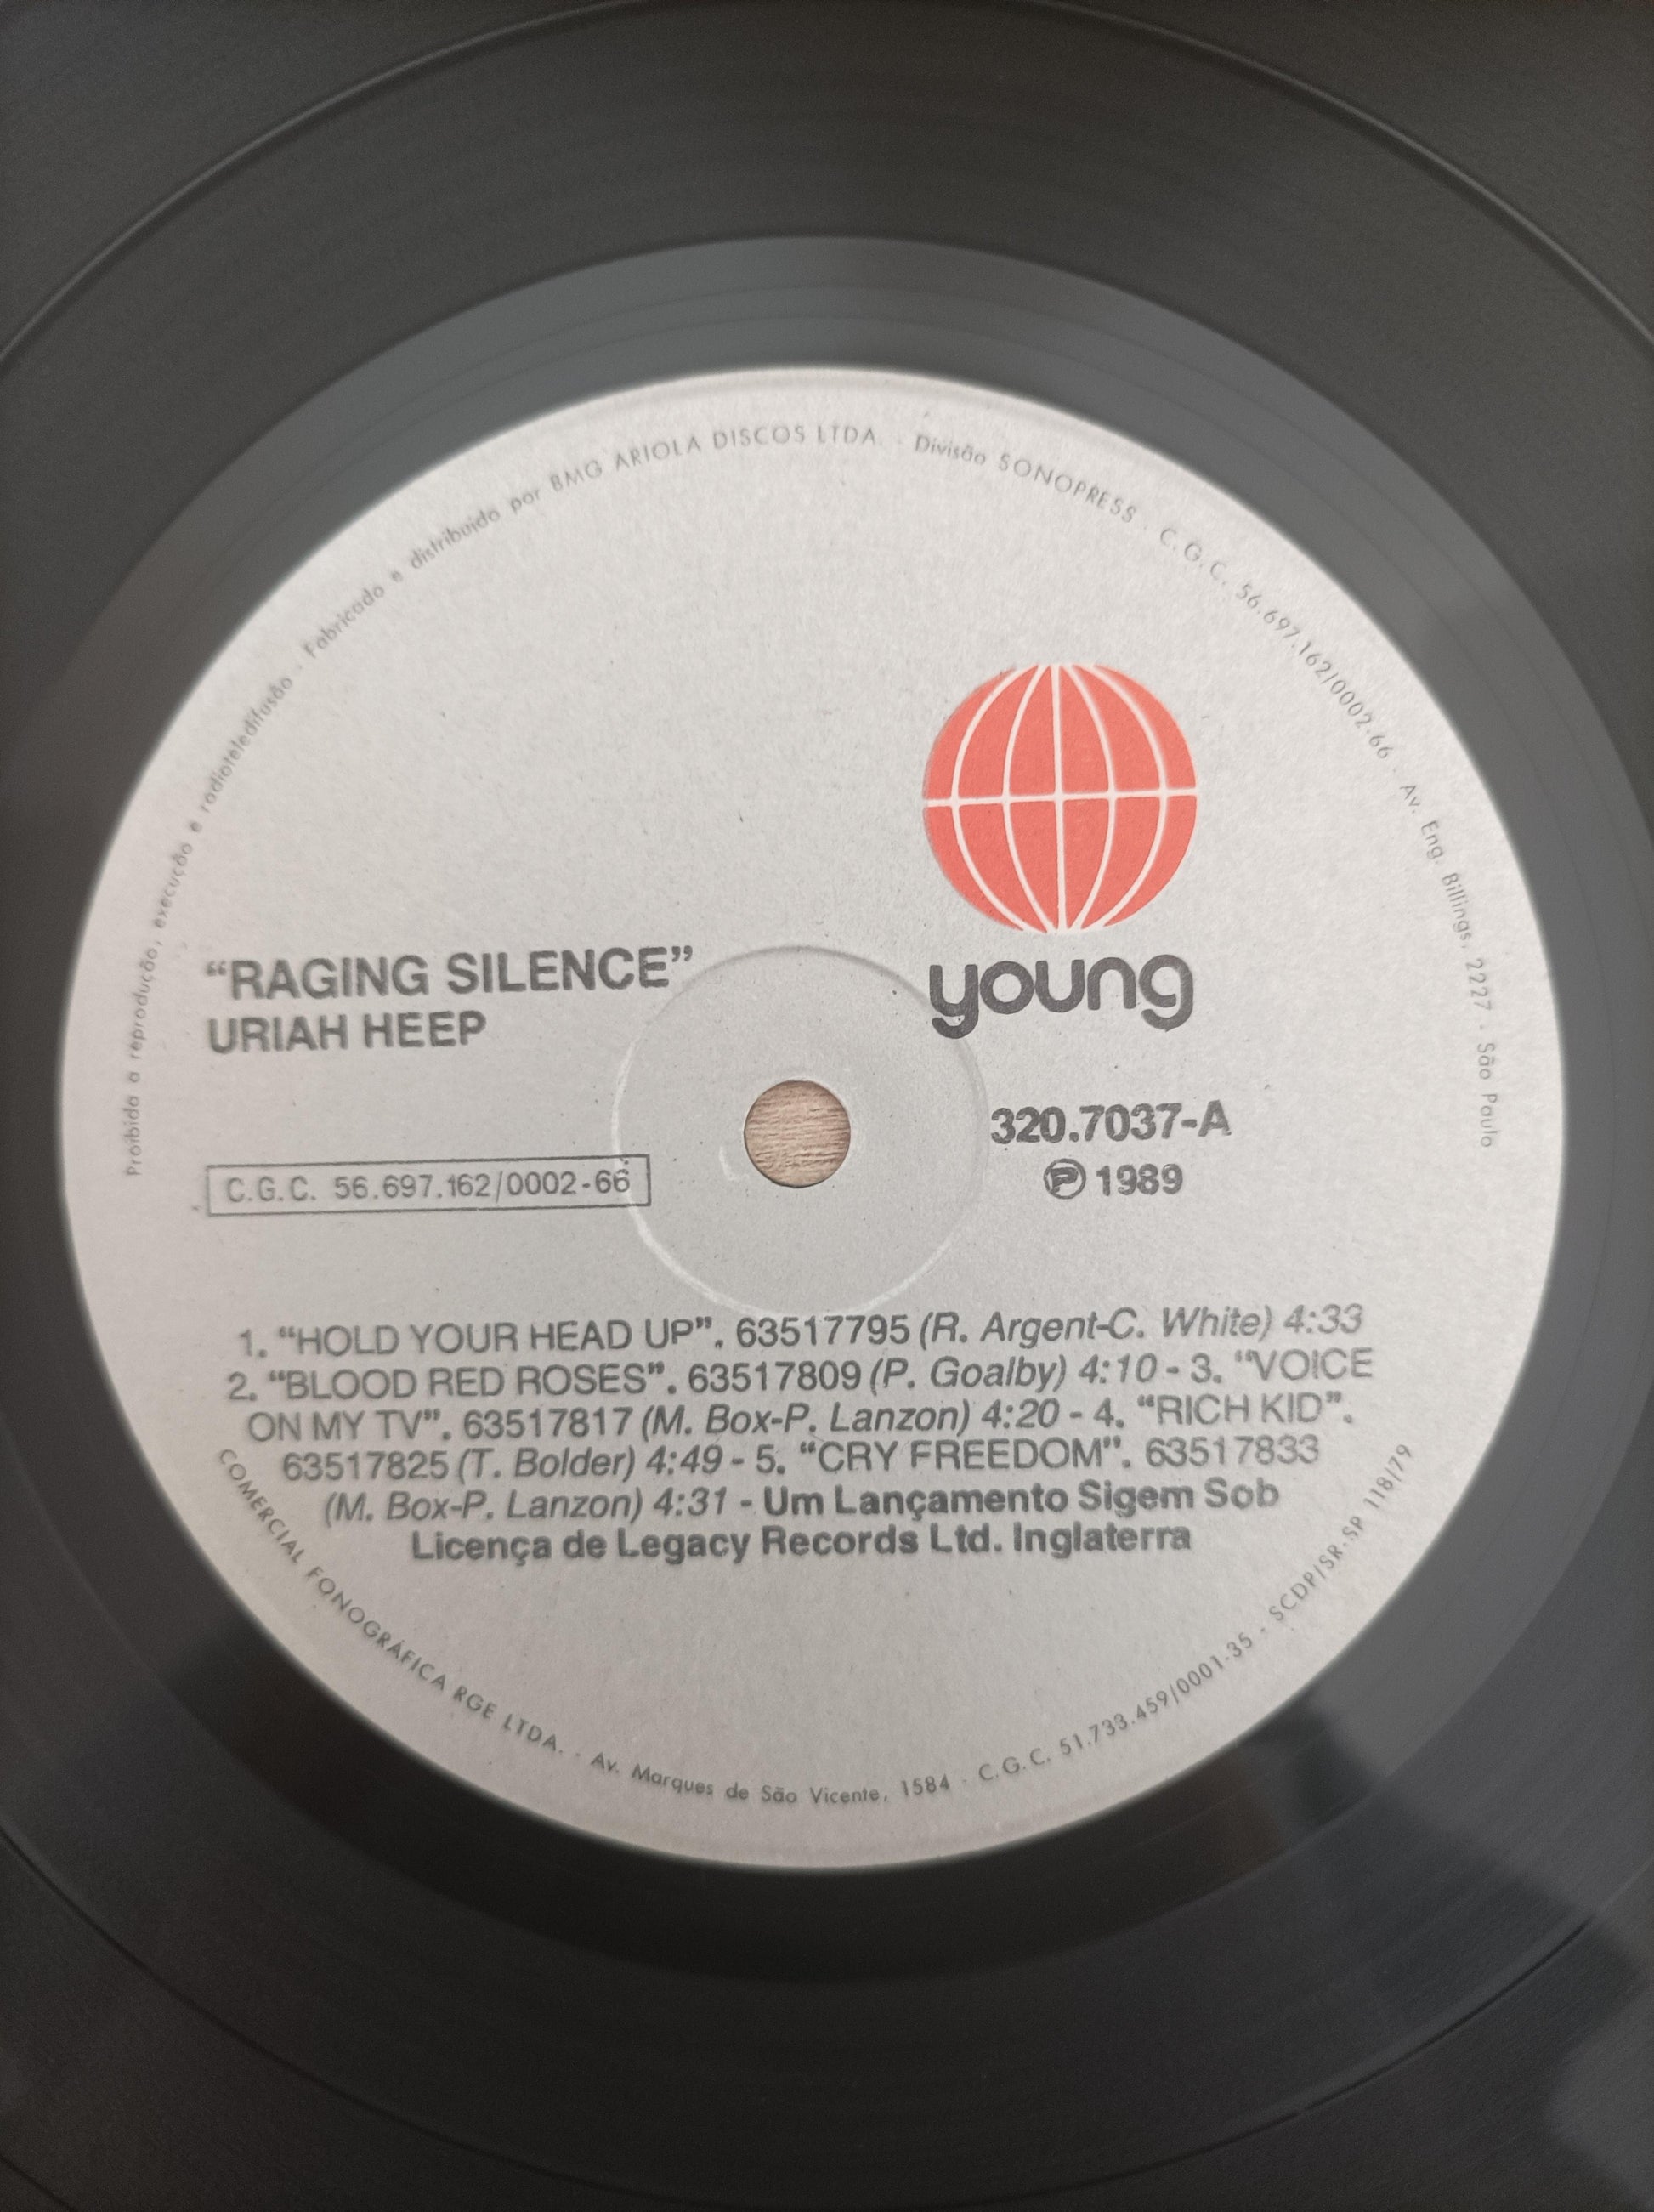 Proibida a reprodução, execução e radioteledifusão · Fabricado e distribuido por BMG ARIOLA DISCOS LTDA. · Divisão SONOPRESS · C.G.C. 56.697.162/0002-66 · Av. Eng. Billings, 2227 · São Paulo
young
“RAGING SILENCE”
URIAH HEEP
320.7037-A
Ⓟ 1989
C.G.C. 56.697.162/0002-66
1. “HOLD YOUR HEAD UP”. 63517795 (R. Argent-C. White) 4:33
2. “BLOOD RED ROSES”. 63517809 (P. Goalby) 4:10 - 3. “VOICE
ON MY TV”. 63517817 (M. Box-P. Lanzon) 4:20 - 4. “RICH KID”.
63517825 (T. Bolder) 4:49 - 5. “CRY FREEDOM”. 63517833
(M. Box-P. Lanzon) 4:31 - Um Lançamento Sigem Sob
Licença de Legacy Records Ltd. Inglaterra
COMERCIAL FONOGRÁFICA RGE LTDA. · Av. Marques de São Vicente, 1584 · C.G.C. 51.733.459/0001-35 - SCDP/SR.SP 118/79